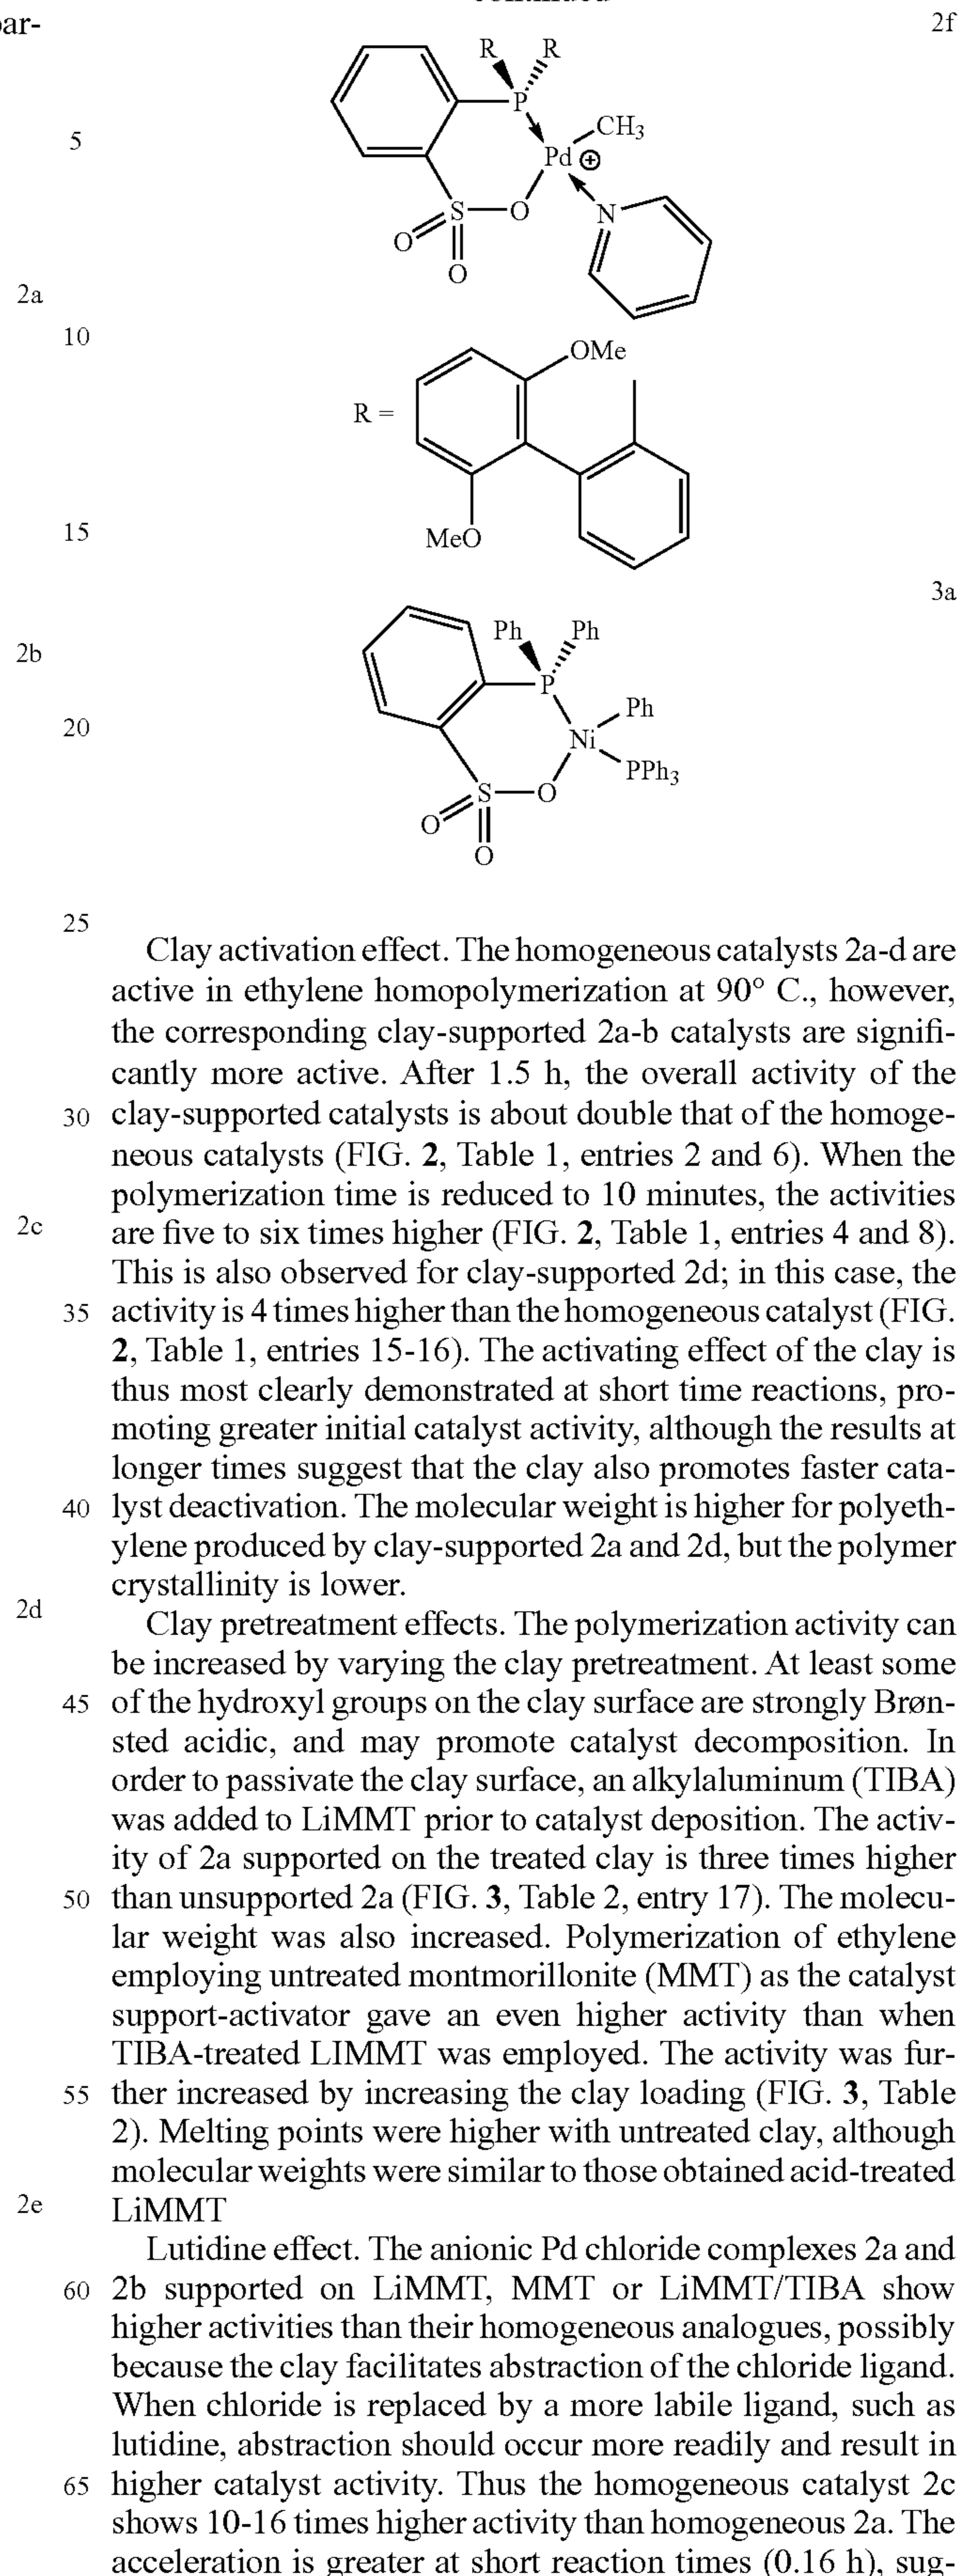 par-
2f
R R
P
5
CH3
Pd ⊕
S O
N
O
O
2a
10
OMe
R =
15
MeO
3a
2b
Ph Ph
P
Ph
20
Ni
PPh3
S O
O
O
25
Clay activation effect. The homogeneous catalysts 2a-d are
active in ethylene homopolymerization at 90° C., however,
the corresponding clay-supported 2a-b catalysts are signifi-
cantly more active. After 1.5 h, the overall activity of the
30 clay-supported catalysts is about double that of the homoge-
neous catalysts (FIG. 2, Table 1, entries 2 and 6). When the
polymerization time is reduced to 10 minutes, the activities
2c are five to six times higher (FIG. 2, Table 1, entries 4 and 8).
This is also observed for clay-supported 2d; in this case, the
35 activity is 4 times higher than the homogeneous catalyst (FIG.
2, Table 1, entries 15-16). The activating effect of the clay is
thus most clearly demonstrated at short time reactions, pro-
moting greater initial catalyst activity, although the results at
longer times suggest that the clay also promotes faster cata-
40 lyst deactivation. The molecular weight is higher for polyeth-
ylene produced by clay-supported 2a and 2d, but the polymer
crystallinity is lower.
2d Clay pretreatment effects. The polymerization activity can
be increased by varying the clay pretreatment. At least some
45 of the hydroxyl groups on the clay surface are strongly Brøn-
sted acidic, and may promote catalyst decomposition. In
order to passivate the clay surface, an alkylaluminum (TIBA)
was added to LiMMT prior to catalyst deposition. The activ-
ity of 2a supported on the treated clay is three times higher
50 than unsupported 2a (FIG. 3, Table 2, entry 17). The molecu-
lar weight was also increased. Polymerization of ethylene
employing untreated montmorillonite (MMT) as the catalyst
support-activator gave an even higher activity than when
TIBA-treated LIMMT was employed. The activity was fur-
55 ther increased by increasing the clay loading (FIG. 3, Table
2). Melting points were higher with untreated clay, although
molecular weights were similar to those obtained acid-treated
2e LiMMT
Lutidine effect. The anionic Pd chloride complexes 2a and
60 2b supported on LiMMT, MMT or LiMMT/TIBA show
higher activities than their homogeneous analogues, possibly
because the clay facilitates abstraction of the chloride ligand.
When chloride is replaced by a more labile ligand, such as
lutidine, abstraction should occur more readily and result in
65 higher catalyst activity. Thus the homogeneous catalyst 2c
shows 10-16 times higher activity than homogeneous 2a. The
acceleration is greater at short reaction times (0.16 h), sug-